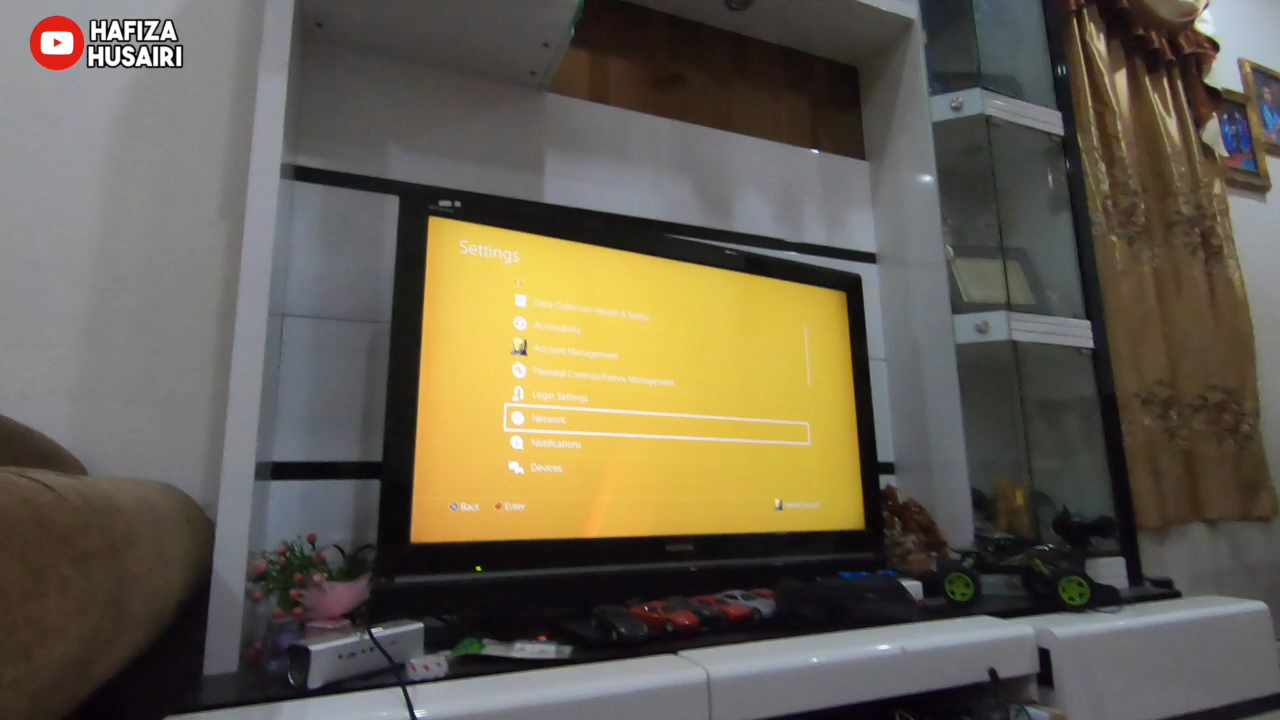 HAFIZA
HUSAIRI
Settings
Data Collection/Health & Safety
Accessibility
Account Management
Parental Controls/Family Management
Login Settings
Network
Notifications
Devices
Back
Enter